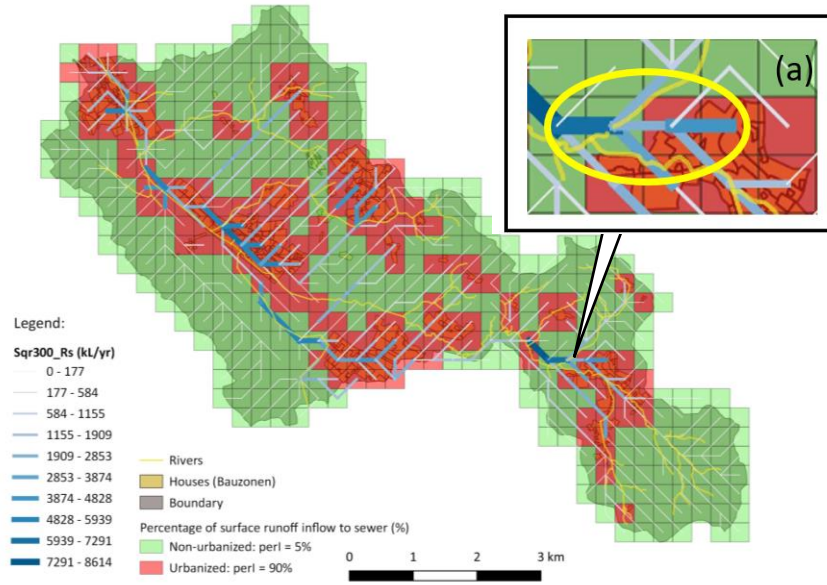 (a)
Legend:
Sqr300_Rs (kL/yr)
0 - 177
177 - 584
584 - 1155
1155 - 1909
1909 - 2853
2853 - 3874
3874 - 4828
4828 - 5939
5939 - 7291
7291 - 8614
Rivers
Houses (Bauzonen)
Boundary
Percentage of surface runoff inflow to sewer (%)
Non-urbanized: perI = 5%
Urbanized: perI = 90%
0 1 2 3 km